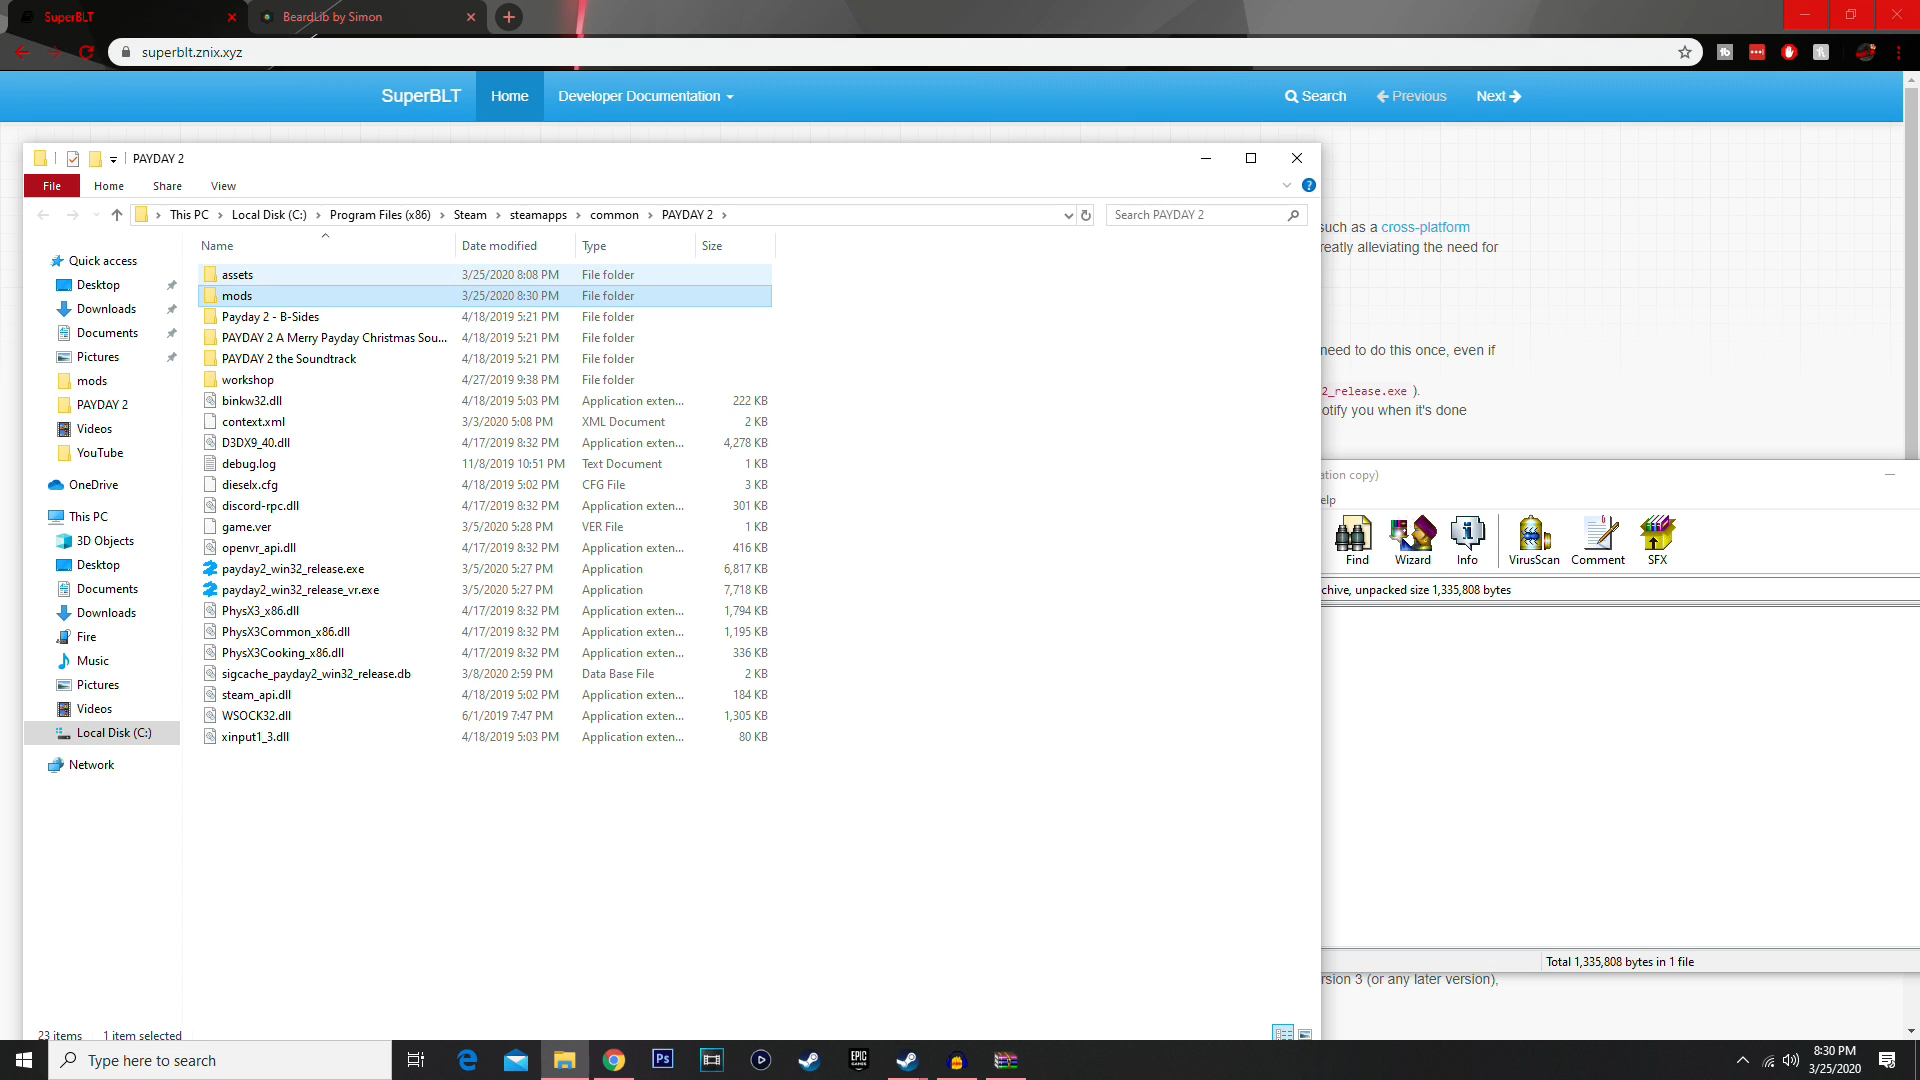 SuperBLT
BeardLib by Simon
superblt.znix.xyz
SuperBLT Home Developer Documentation Search Previous Next
PAYDAY 2
File Home Share View
This PC > Local Disk (C:) > Program Files (x86) > Steam > steamapps > common > PAYDAY 2 >
Search PAYDAY 2
Name Date modified Type Size
Quick access
Desktop
Downloads
Documents
Pictures
mods
PAYDAY 2
Videos
YouTube
OneDrive
This PC
3D Objects
Desktop
Documents
Downloads
Fire
Music
Pictures
Videos
Local Disk (C:)
Network
assets 3/25/2020 8:08 PM File folder
mods 3/25/2020 8:30 PM File folder
Payday 2 - B-Sides 4/18/2019 5:21 PM File folder
PAYDAY 2 A Merry Payday Christmas Sou... 4/18/2019 5:21 PM File folder
PAYDAY 2 the Soundtrack 4/18/2019 5:21 PM File folder
workshop 4/27/2019 9:38 PM File folder
binkw32.dll 4/18/2019 5:03 PM Application exten... 222 KB
context.xml 3/3/2020 5:08 PM XML Document 2 KB
D3DX9_40.dll 4/17/2019 8:32 PM Application exten... 4,278 KB
debug.log 11/8/2019 10:51 PM Text Document 1 KB
dieselx.cfg 4/18/2019 5:02 PM CFG File 3 KB
discord-rpc.dll 4/17/2019 8:32 PM Application exten... 301 KB
game.ver 3/5/2020 5:28 PM VER File 1 KB
openvr_api.dll 4/17/2019 8:32 PM Application exten... 416 KB
payday2_win32_release.exe 3/5/2020 5:27 PM Application 6,817 KB
payday2_win32_release_vr.exe 3/5/2020 5:27 PM Application 7,718 KB
PhysX3_x86.dll 4/17/2019 8:32 PM Application exten... 1,794 KB
PhysX3Common_x86.dll 4/17/2019 8:32 PM Application exten... 1,195 KB
PhysX3Cooking_x86.dll 4/17/2019 8:32 PM Application exten... 336 KB
sigcache_payday2_win32_release.db 3/8/2020 2:59 PM Data Base File 2 KB
steam_api.dll 4/18/2019 5:02 PM Application exten... 184 KB
WSOCK32.dll 6/1/2019 7:47 PM Application exten... 1,305 KB
xinput1_3.dll 4/18/2019 5:03 PM Application exten... 80 KB
23 items 1 item selected
such as a cross-platform
reatly alleviating the need for
need to do this once, even if
2_release.exe ).
otify you when it's done
ation copy)
elp
Find Wizard Info VirusScan Comment SFX
chive, unpacked size 1,335,808 bytes
Total 1,335,808 bytes in 1 file
rsion 3 (or any later version),
Type here to search
Ps
EPIC
GAMES
8:30 PM
3/25/2020